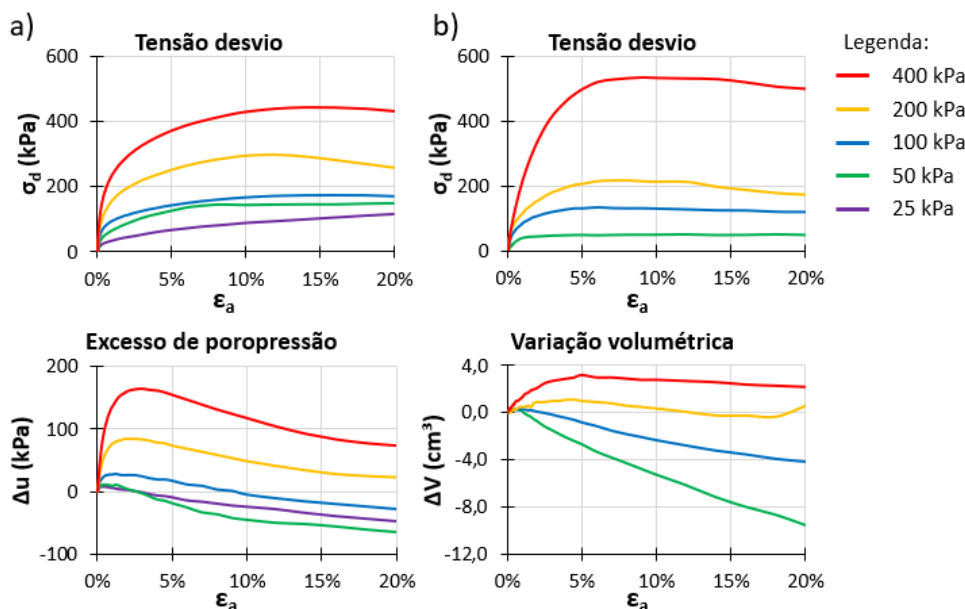 a)
Tensão desvio
600
400
200
0
σd (kPa)
0% 5% 10% 15% 20%
εa
b)
Tensão desvio
600
400
200
0
σd (kPa)
0% 5% 10% 15% 20%
εa
Legenda:
400 kPa
200 kPa
100 kPa
50 kPa
25 kPa
Excesso de poropressão
200
100
0
-100
Δu (kPa)
0% 5% 10% 15% 20%
εa
Variação volumétrica
4,0
0,0
-4,0
-8,0
-12,0
ΔV (cm³)
0% 5% 10% 15% 20%
εa